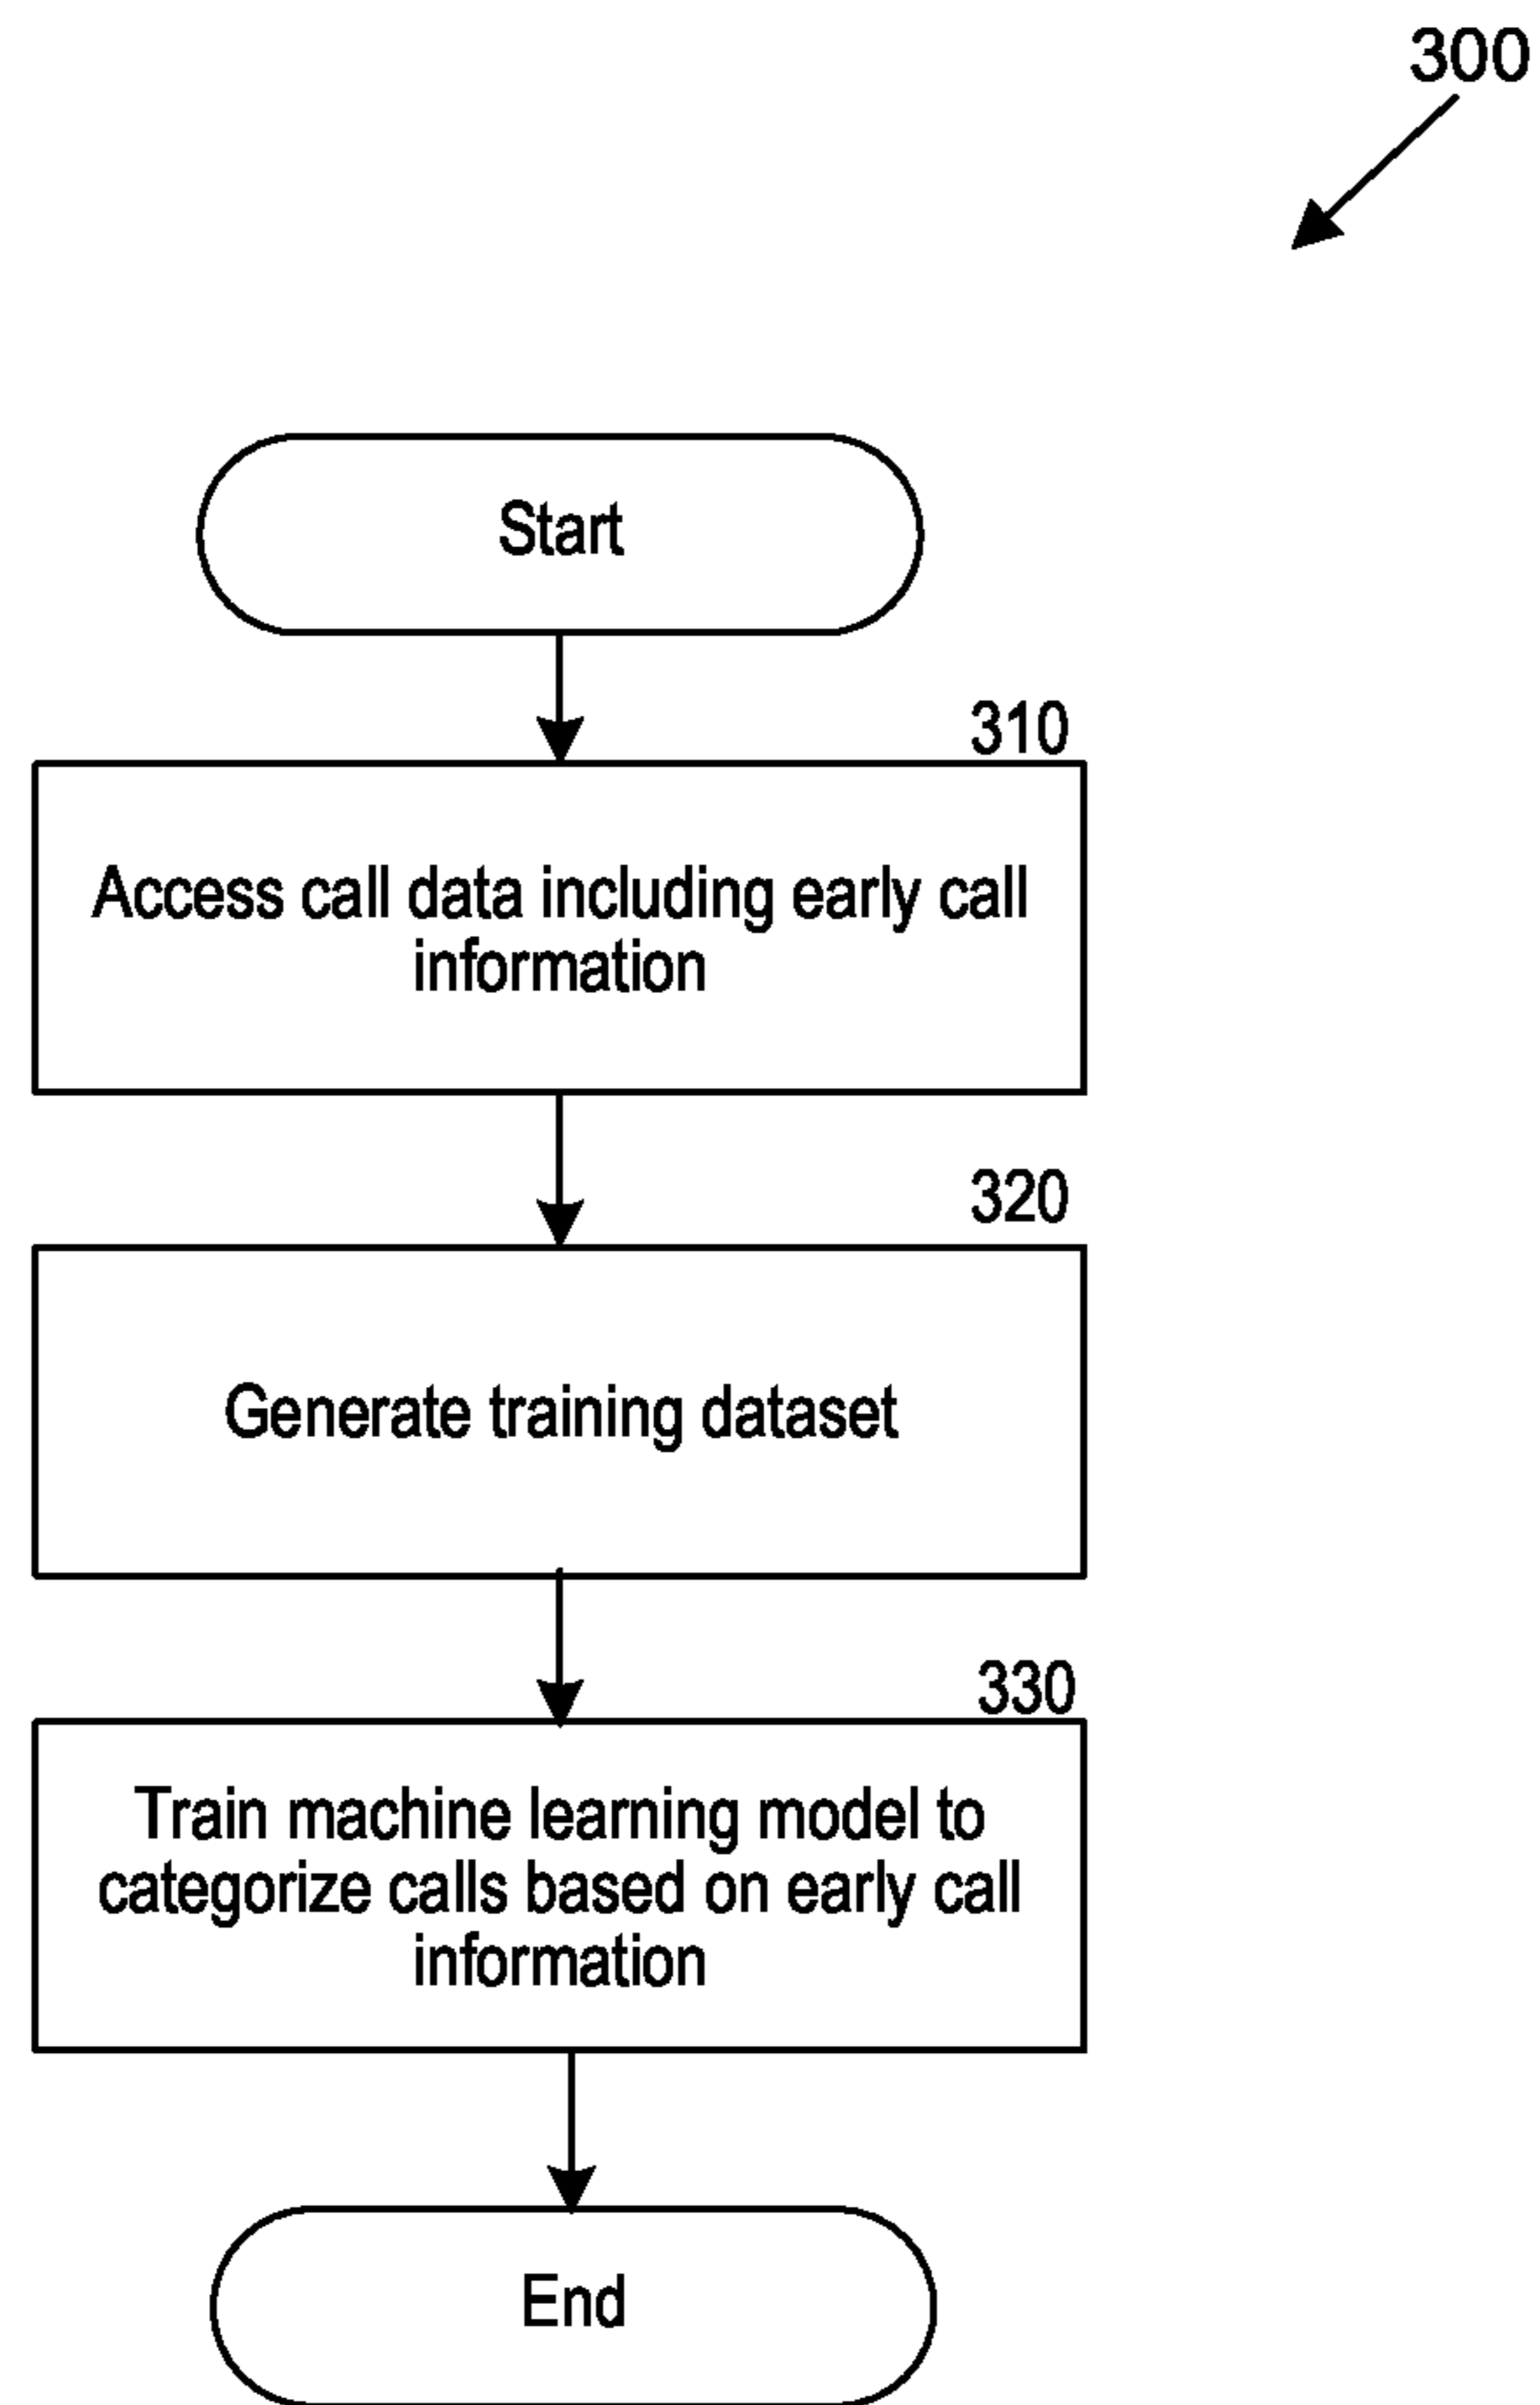 300
Start
310
Access call data including early call
information
320
Generate training dataset
330
Train machine learning model to
categorize calls based on early call
information
End